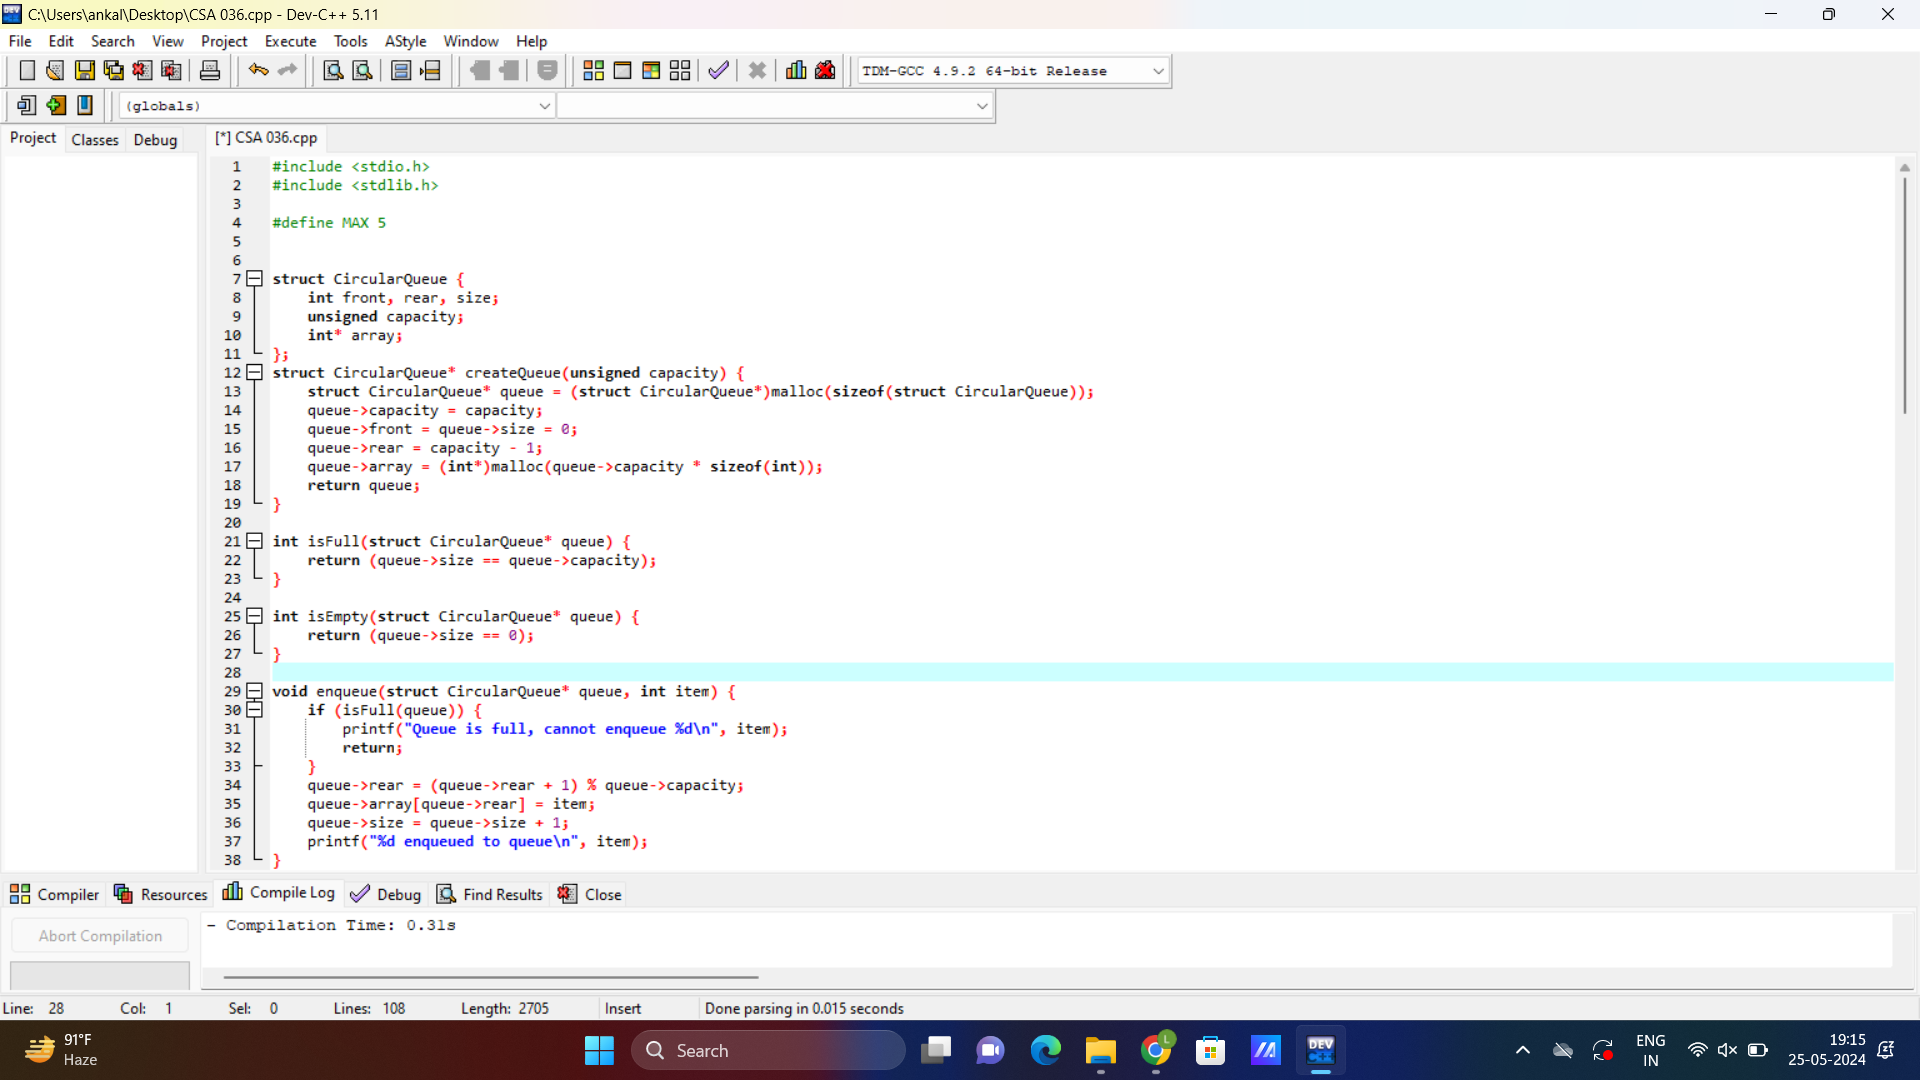 C:\Users\ankal\Desktop\CSA 036.cpp - Dev-C++ 5.11
File Edit Search View Project Execute Tools AStyle Window Help
TDM-GCC 4.9.2 64-bit Release
(globals)
Project Classes Debug
[*] CSA 036.cpp
1 #include <stdio.h>
2 #include <stdlib.h>
3
4 #define MAX 5
5
6
7 struct CircularQueue {
8 int front, rear, size;
9 unsigned capacity;
10 int* array;
11 };
12 struct CircularQueue* createQueue(unsigned capacity) {
13 struct CircularQueue* queue = (struct CircularQueue*)malloc(sizeof(struct CircularQueue));
14 queue->capacity = capacity;
15 queue->front = queue->size = 0;
16 queue->rear = capacity - 1;
17 queue->array = (int*)malloc(queue->capacity * sizeof(int));
18 return queue;
19 }
20
21 int isFull(struct CircularQueue* queue) {
22 return (queue->size == queue->capacity);
23 }
24
25 int isEmpty(struct CircularQueue* queue) {
26 return (queue->size == 0);
27 }
28
29 void enqueue(struct CircularQueue* queue, int item) {
30 if (isFull(queue)) {
31 printf("Queue is full, cannot enqueue %d\n", item);
32 return;
33 }
34 queue->rear = (queue->rear + 1) % queue->capacity;
35 queue->array[queue->rear] = item;
36 queue->size = queue->size + 1;
37 printf("%d enqueued to queue\n", item);
38 }
Compiler Resources Compile Log Debug Find Results Close
Abort Compilation
- Compilation Time: 0.31s
Line: 28 Col: 1 Sel: 0 Lines: 108 Length: 2705 Insert Done parsing in 0.015 seconds
91°F
Haze
Search
L
DEV
C++
ENG
IN
19:15
25-05-2024